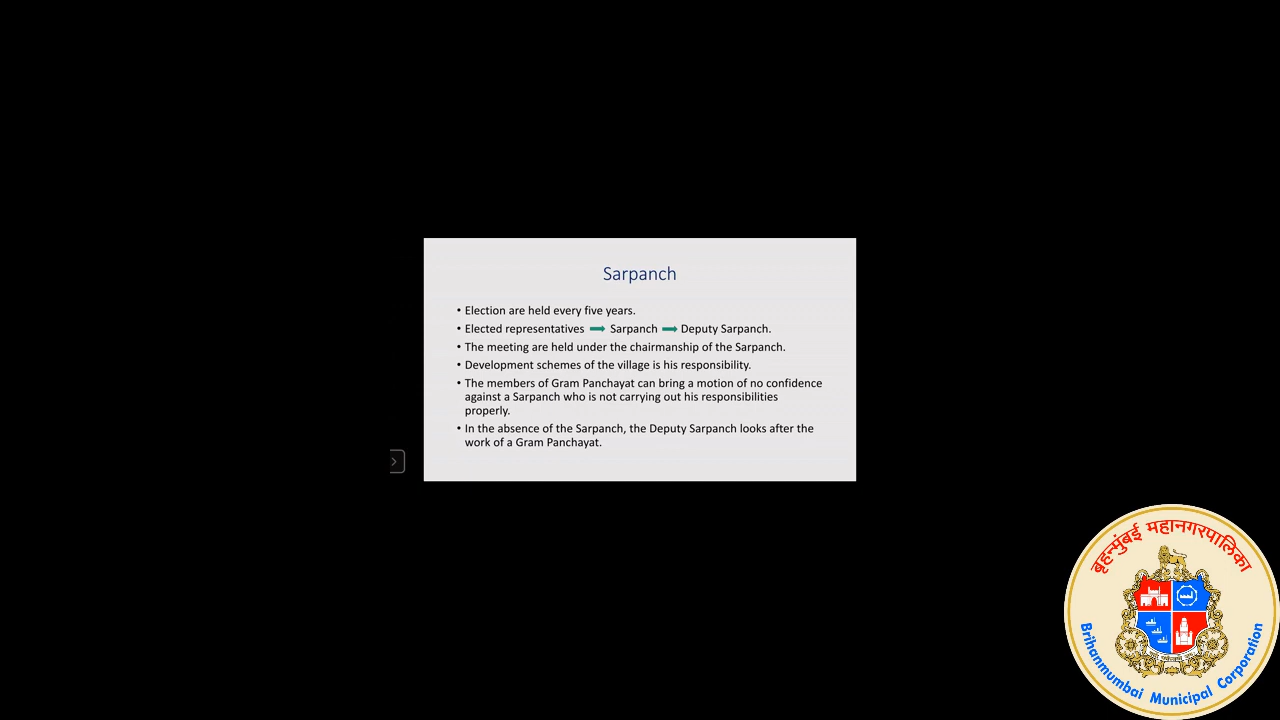 Sarpanch
• Election are held every five years.
• Elected representatives ➡ Sarpanch ➡ Deputy Sarpanch.
• The meeting are held under the chairmanship of the Sarpanch.
• Development schemes of the village is his responsibility.
• The members of Gram Panchayat can bring a motion of no confidence
against a Sarpanch who is not carrying out his responsibilities
properly.
• In the absence of the Sarpanch, the Deputy Sarpanch looks after the
work of a Gram Panchayat.
बृहन्मुंबई महानगरपालिका
Brihanmumbai Municipal Corporation